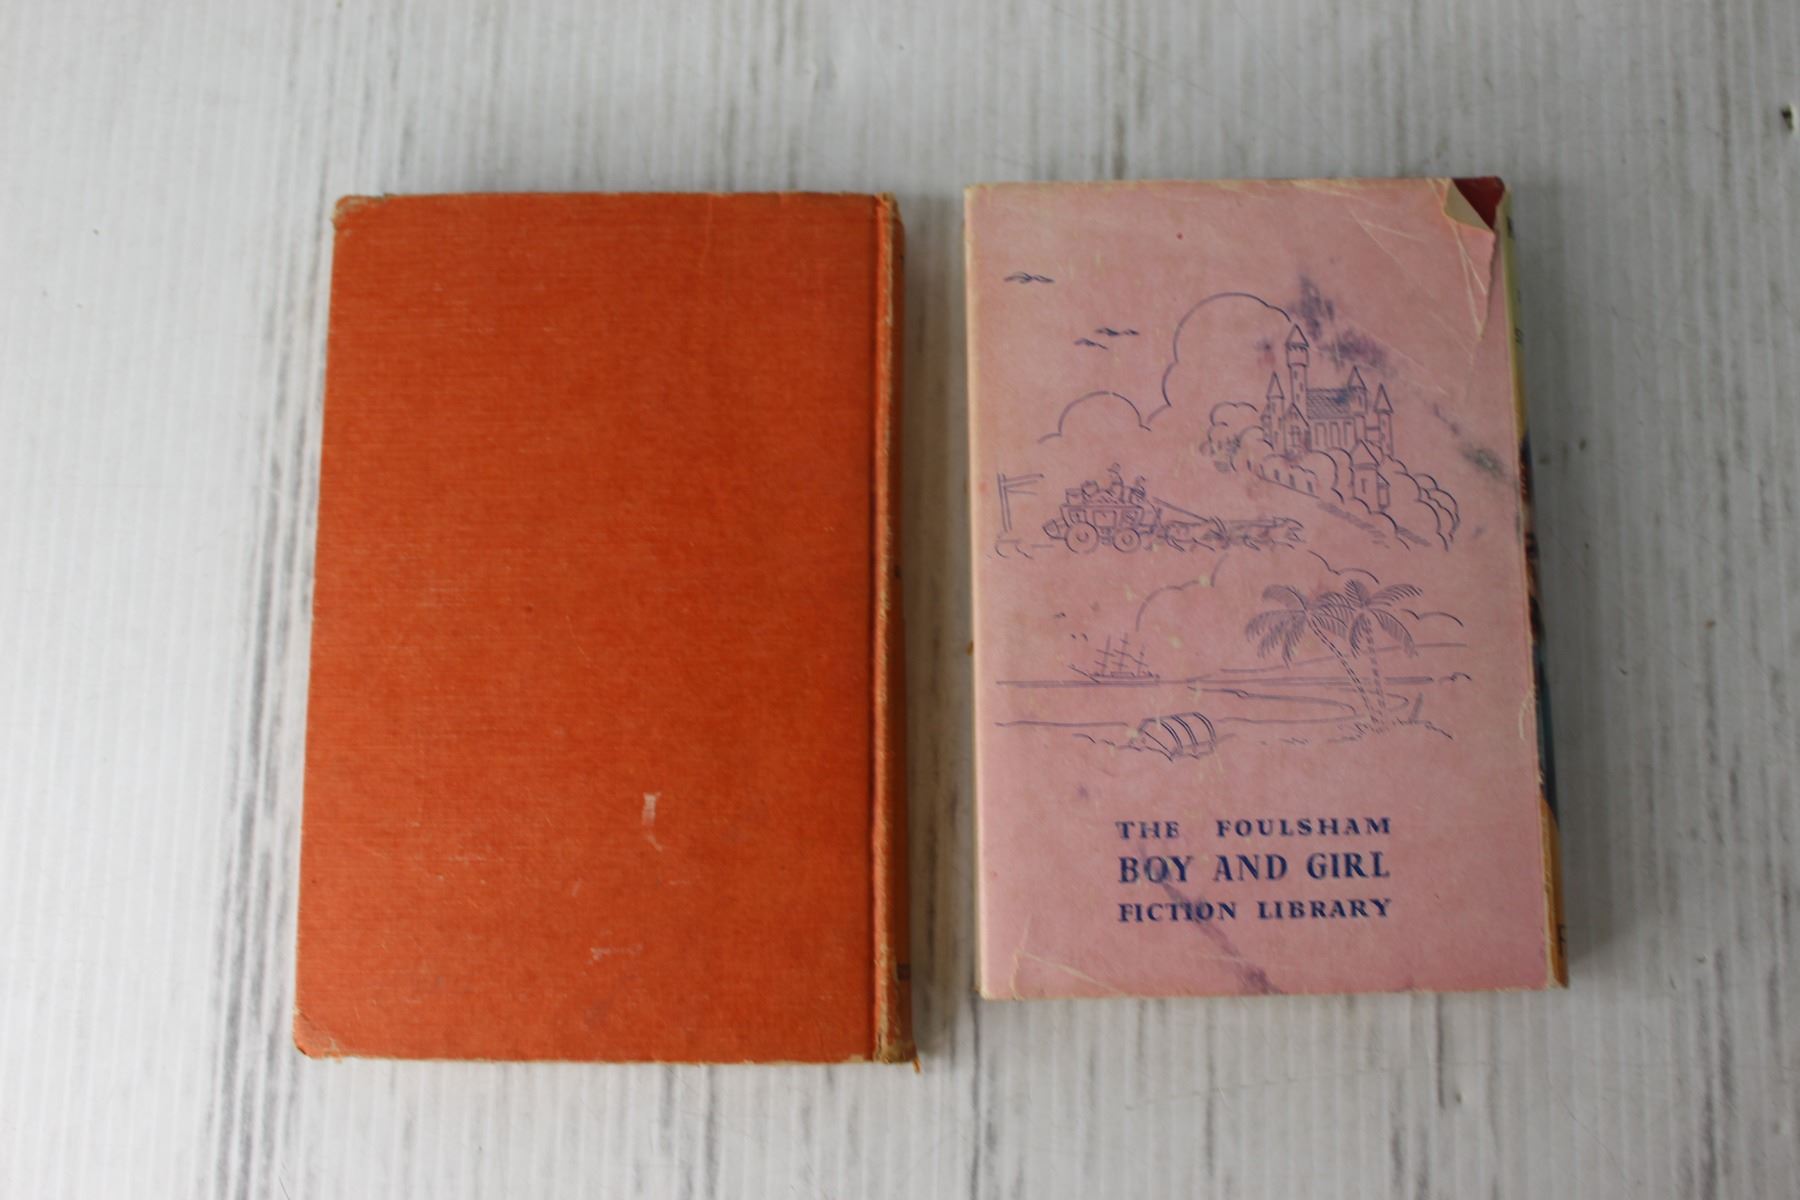 THE FOULSHAM
BOY AND GIRL
FICTION LIBRARY